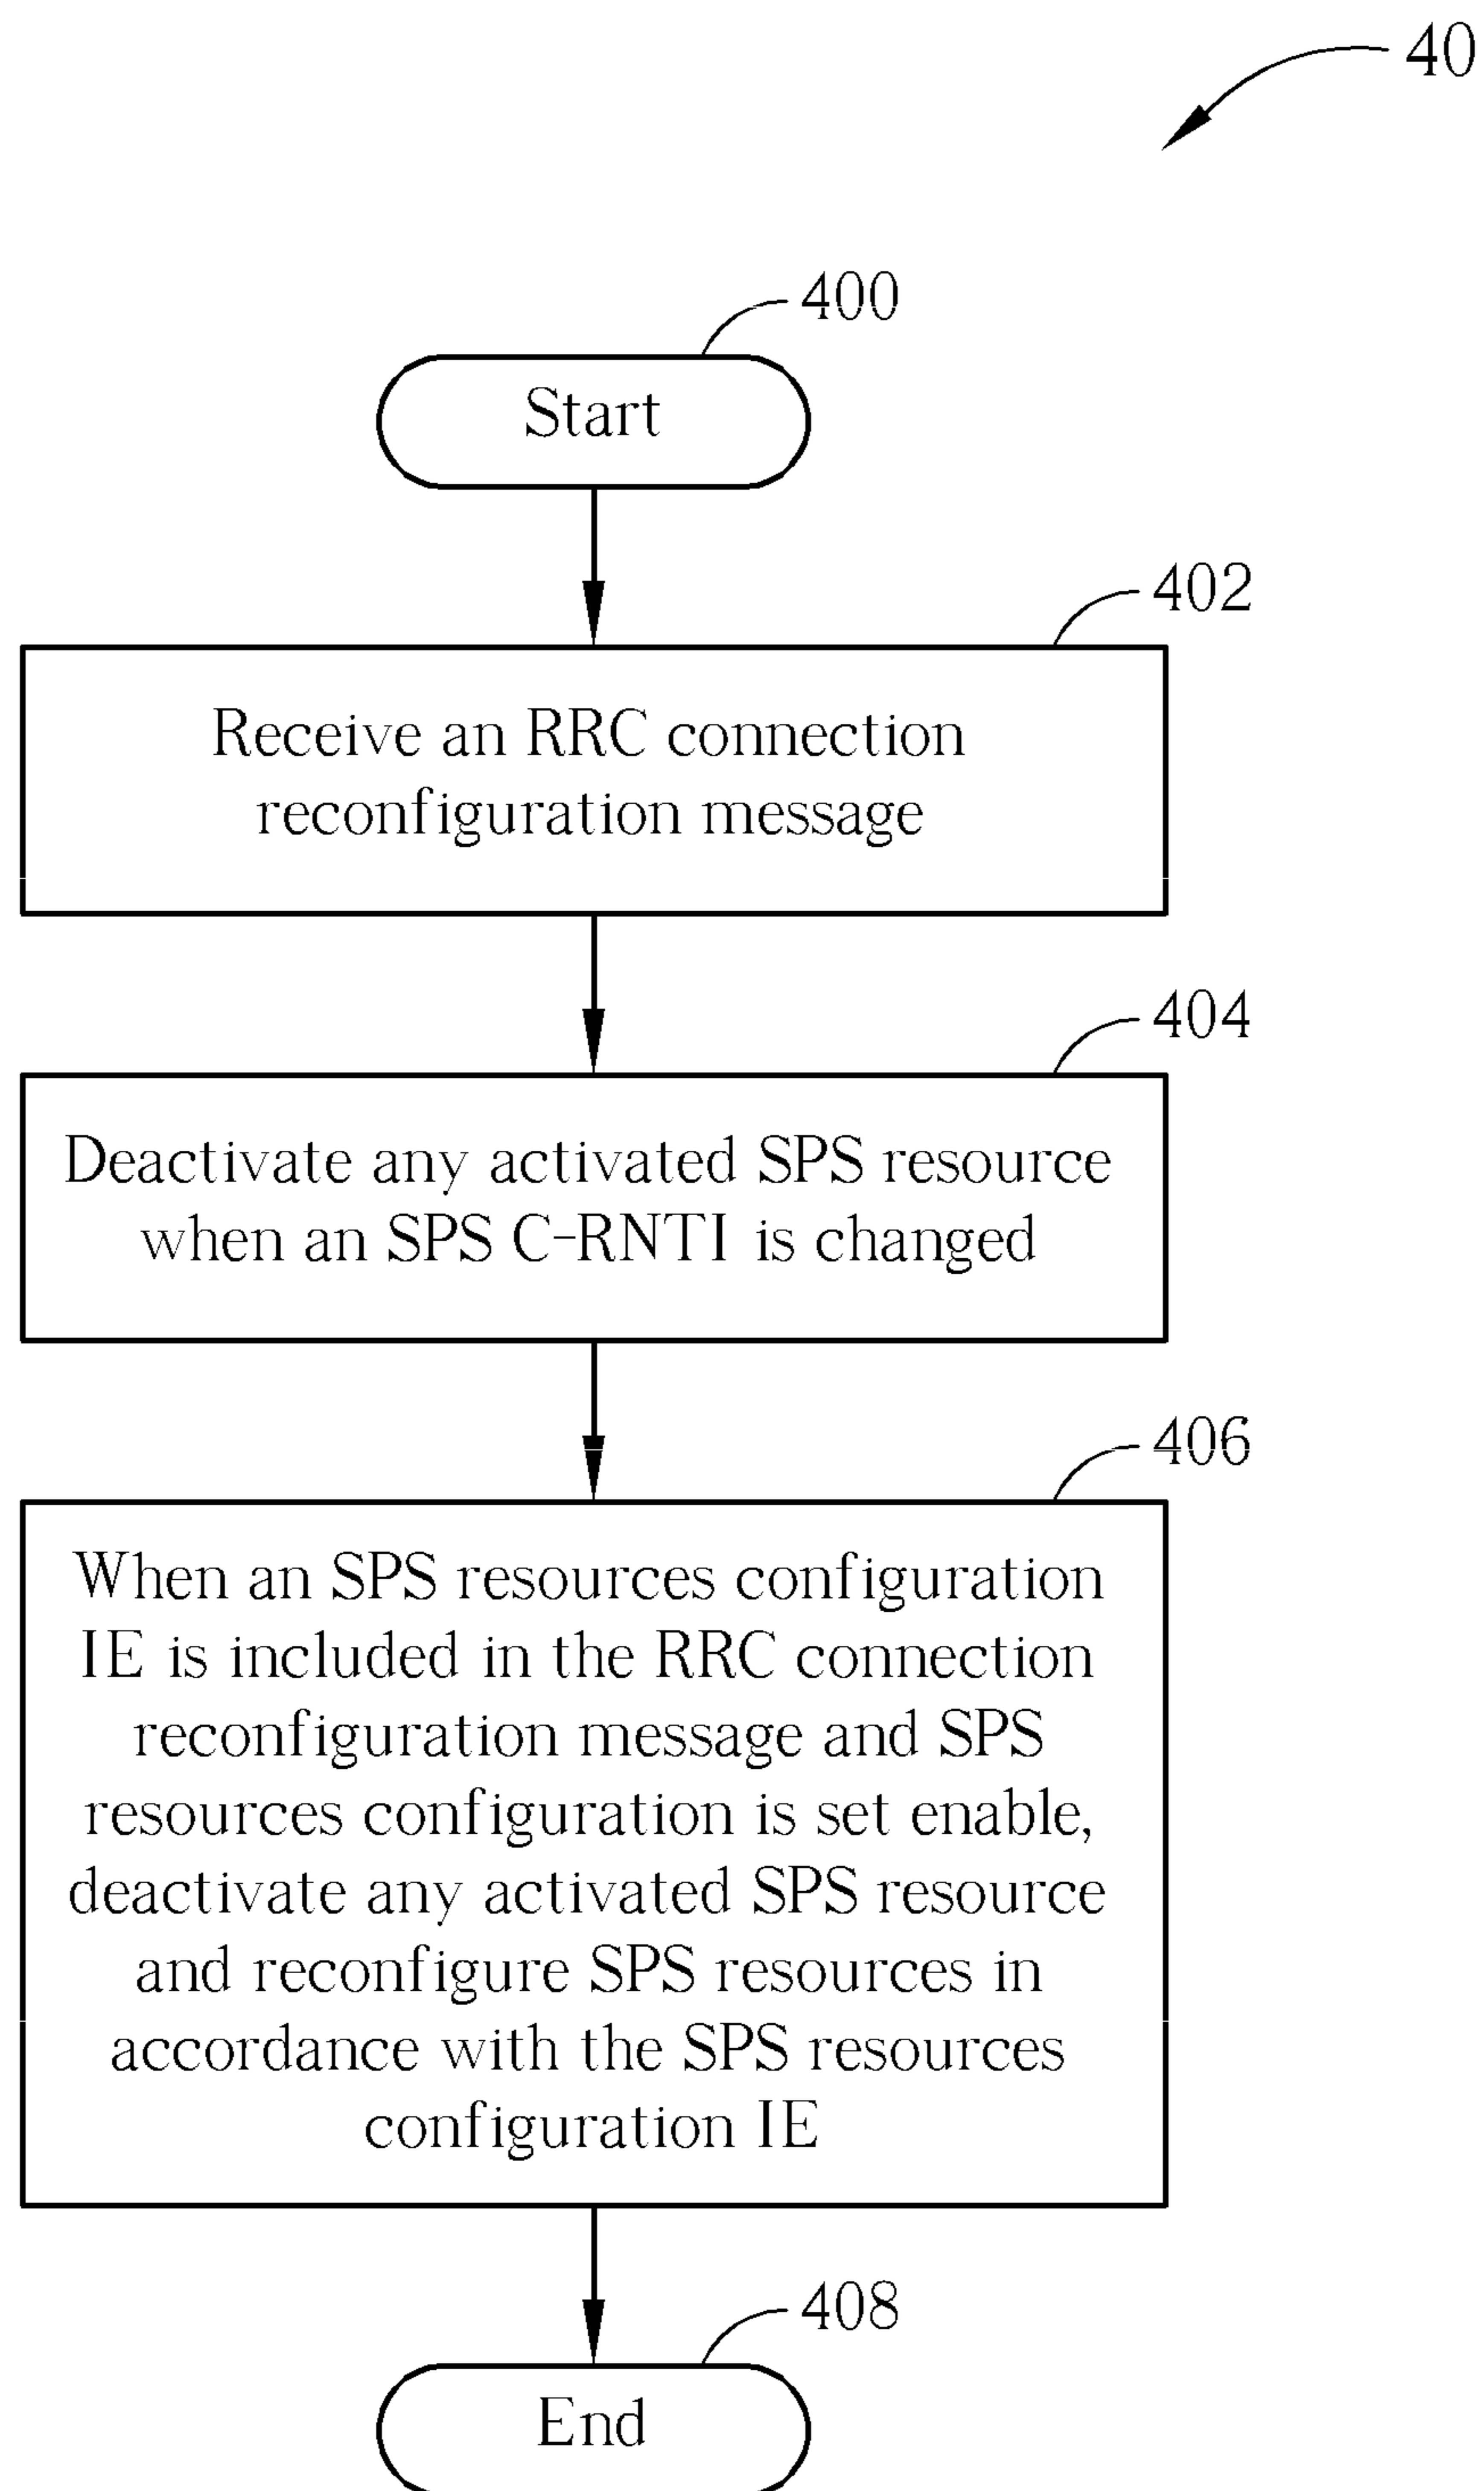 40
400
Start
402
Receive an RRC connection
reconfiguration message
404
Deactivate any activated SPS resource
when an SPS C-RNTI is changed
406
When an SPS resources configuration
IE is included in the RRC connection
reconfiguration message and SPS
resources configuration is set enable,
deactivate any activated SPS resource
and reconfigure SPS resources in
accordance with the SPS resources
configuration IE
408
End